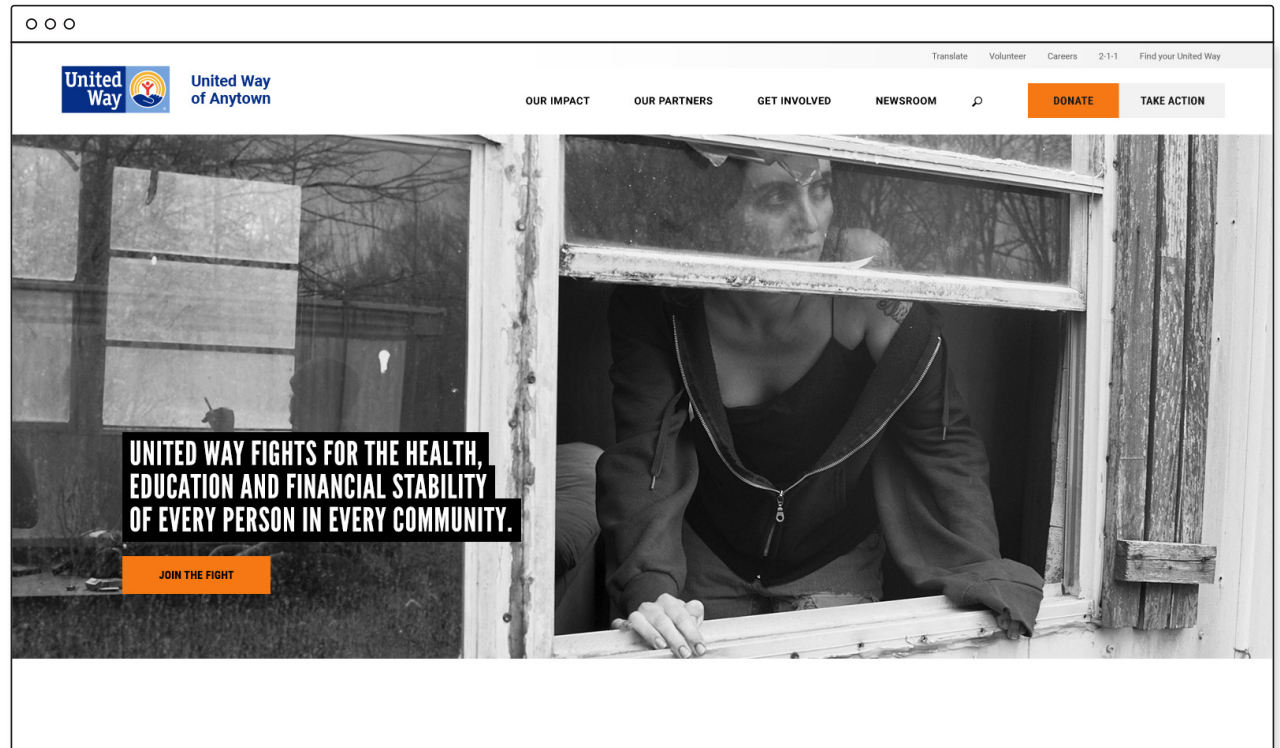 Translate Volunteer Careers 2-1-1 Find your United Way
United
Way
United Way
of Anytown
OUR IMPACT OUR PARTNERS GET INVOLVED NEWSROOM DONATE TAKE ACTION
UNITED WAY FIGHTS FOR THE HEALTH,
EDUCATION AND FINANCIAL STABILITY
OF EVERY PERSON IN EVERY COMMUNITY.
JOIN THE FIGHT